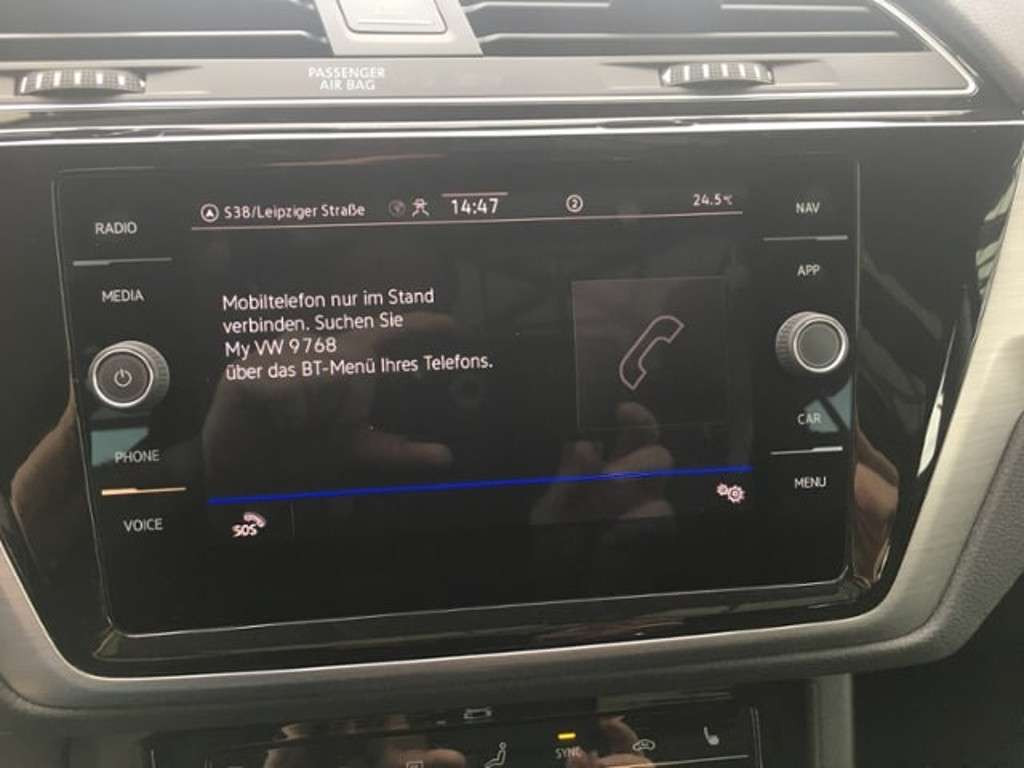 PASSENGER
AIR BAG
RADIO
S38/Leipziger Straße
14:47
2
24.5°C
NAV
MEDIA
APP
Mobiltelefon nur im Stand
verbinden. Suchen Sie
My VW 9768
über das BT-Menü Ihres Telefons.
PHONE
CAR
VOICE
SOS
MENU
SYNC